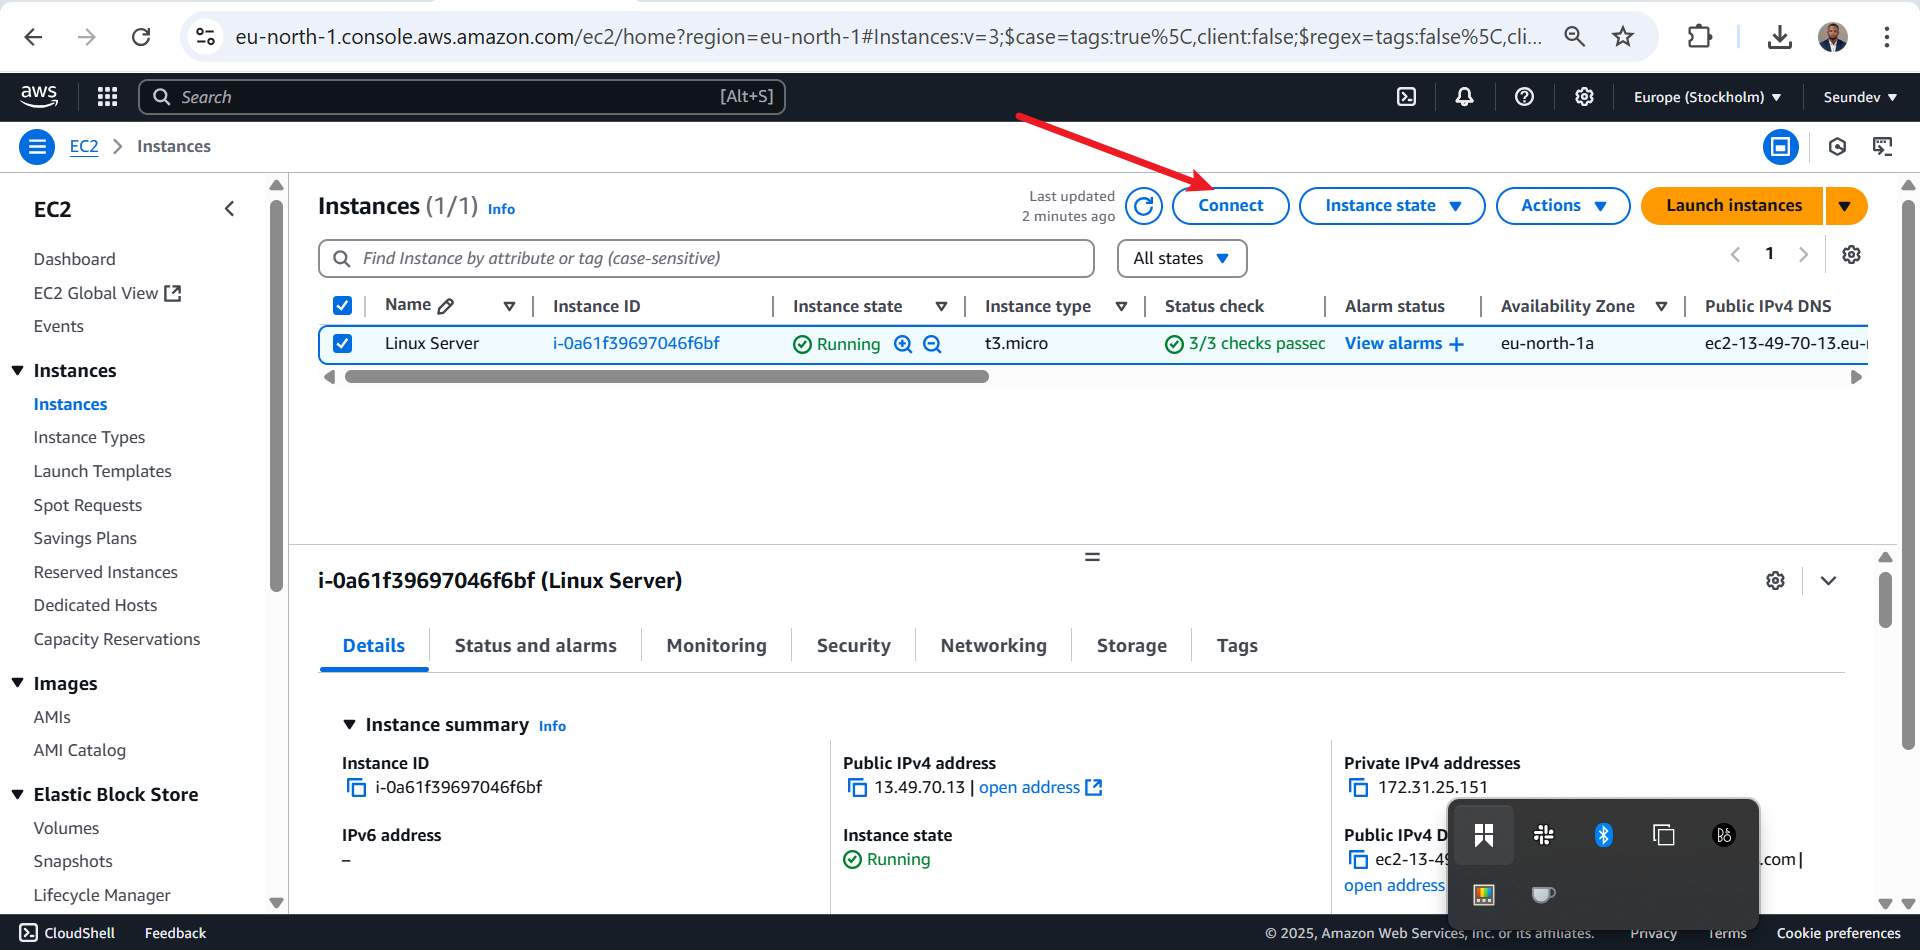 eu-north-1.console.aws.amazon.com/ec2/home?region=eu-north-1#Instances:v=3;$case=tags:true%5C,client:false;$regex=tags:false%5C,cli...
aws
Search [Alt+S]
Europe (Stockholm)
Seundev
EC2 > Instances
EC2
Dashboard
EC2 Global View
Events
Instances
Instances
Instance Types
Launch Templates
Spot Requests
Savings Plans
Reserved Instances
Dedicated Hosts
Capacity Reservations
Images
AMIs
AMI Catalog
Elastic Block Store
Volumes
Snapshots
Lifecycle Manager
Instances (1/1) Info
Last updated
2 minutes ago
Connect
Instance state
Actions
Launch instances
Find Instance by attribute or tag (case-sensitive)
All states
1
Name Instance ID Instance state Instance type Status check Alarm status Availability Zone Public IPv4 DNS
Linux Server i-0a61f39697046f6bf Running t3.micro 3/3 checks passed View alarms + eu-north-1a ec2-13-49-70-13.eu-
i-0a61f39697046f6bf (Linux Server)
Details Status and alarms Monitoring Security Networking Storage Tags
Instance summary Info
Instance ID
i-0a61f39697046f6bf
IPv6 address
–
Public IPv4 address
13.49.70.13 | open address
Instance state
Running
Private IPv4 addresses
172.31.25.151
Public IPv4 D
ec2-13-49 .com |
open address
CloudShell Feedback
© 2025, Amazon Web Services, Inc. or its affiliates. Privacy Terms Cookie preferences